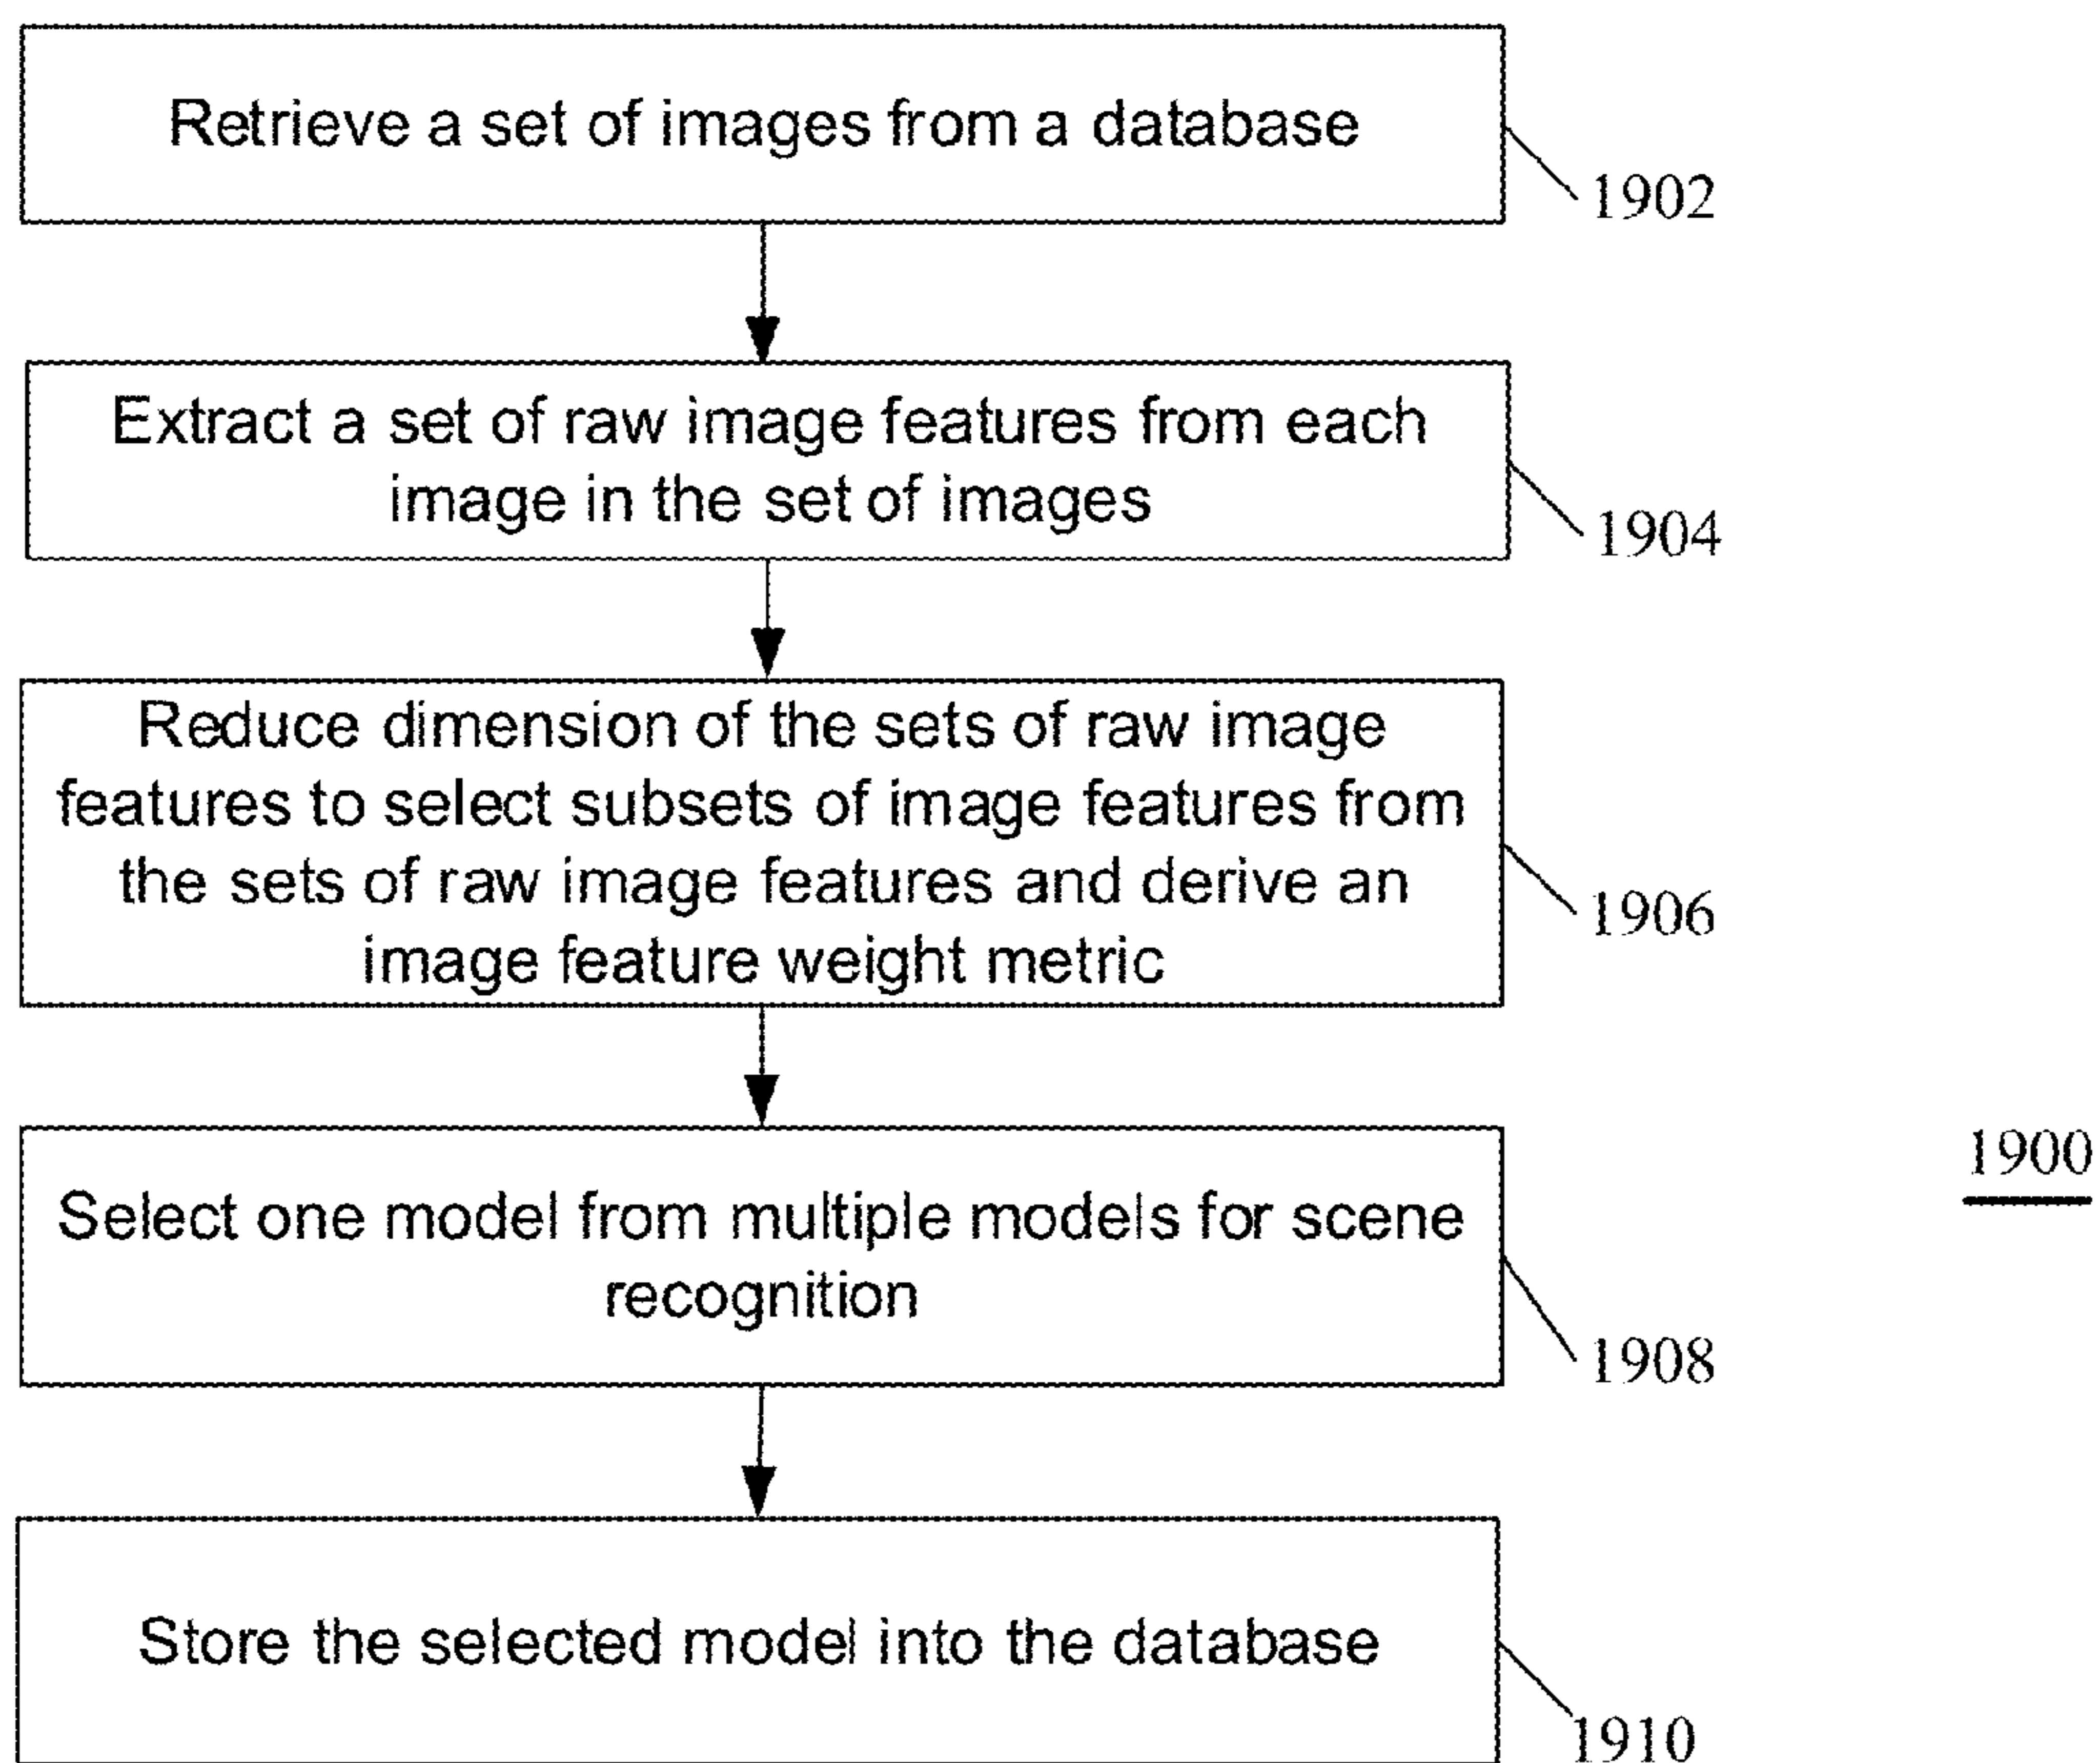 Retrieve a set of images from a database
1902
Extract a set of raw image features from each
image in the set of images
1904
Reduce dimension of the sets of raw image
features to select subsets of image features from
the sets of raw image features and derive an
image feature weight metric
1906
Select one model from multiple models for scene
recognition
1908
1900
Store the selected model into the database
1910